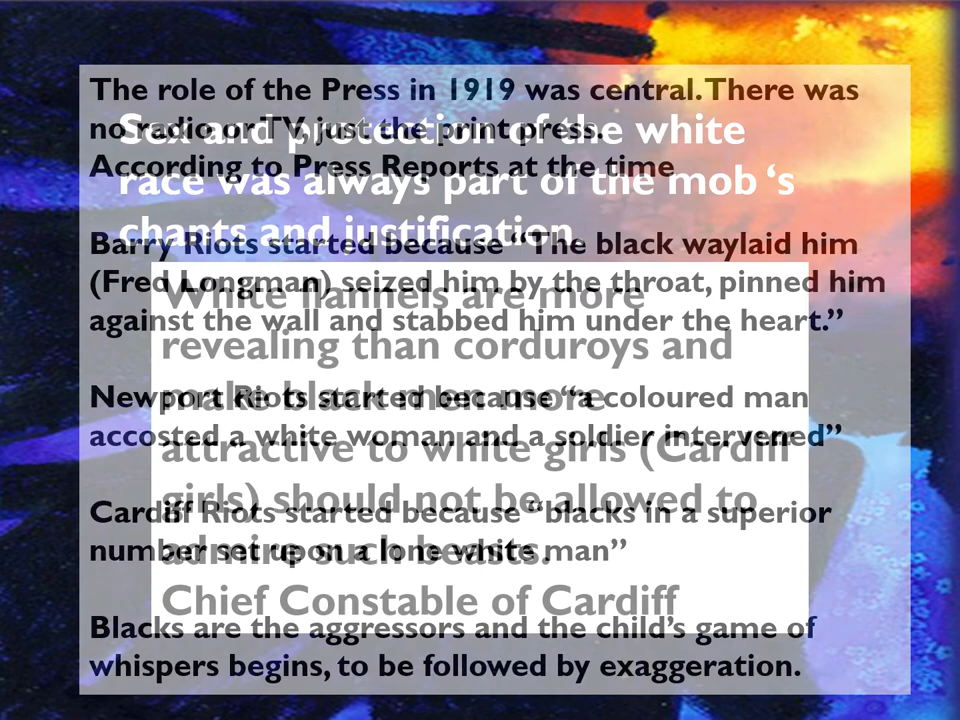 The role of the Press in 1919 was central. There was
no radio or TV, just the print press.
According to Press Reports at the time
Barry Riots started because “The black waylaid him
(Fred Longman) seized him by the throat, pinned him
against the wall and stabbed him under the heart.”
Newport Riots started because “a coloured man
accosted a white woman and a soldier intervened”
Cardiff Riots started because “blacks in a superior
number set upon a lone white man”
Blacks are the aggressors and the child’s game of
whispers begins, to be followed by exaggeration.
Sex and protection of the white
race was always part of the mob ‘s
chants and justification.
White flannels are more
revealing than corduroys and
make black men more
attractive to white girls (Cardiff
girls) should not be allowed to
admire such beasts.
Chief Constable of Cardiff